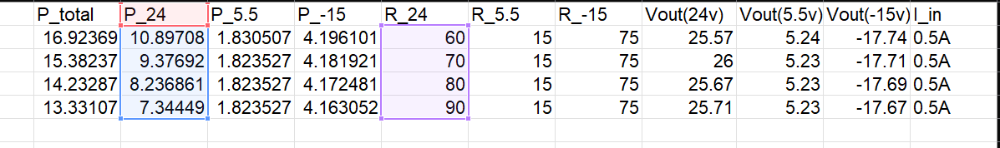 P_total P_24 P_5.5 P_-15 R_24 R_5.5 R_-15 Vout(24v) Vout(5.5v) Vout(-15v) I_in
16.92369 10.89708 1.830507 4.196101 60 15 75 25.57 5.24 -17.74 0.5A
15.38237 9.37692 1.823527 4.181921 70 15 75 26 5.23 -17.71 0.5A
14.23287 8.236861 1.823527 4.172481 80 15 75 25.67 5.23 -17.69 0.5A
13.33107 7.34449 1.823527 4.163052 90 15 75 25.71 5.23 -17.67 0.5A